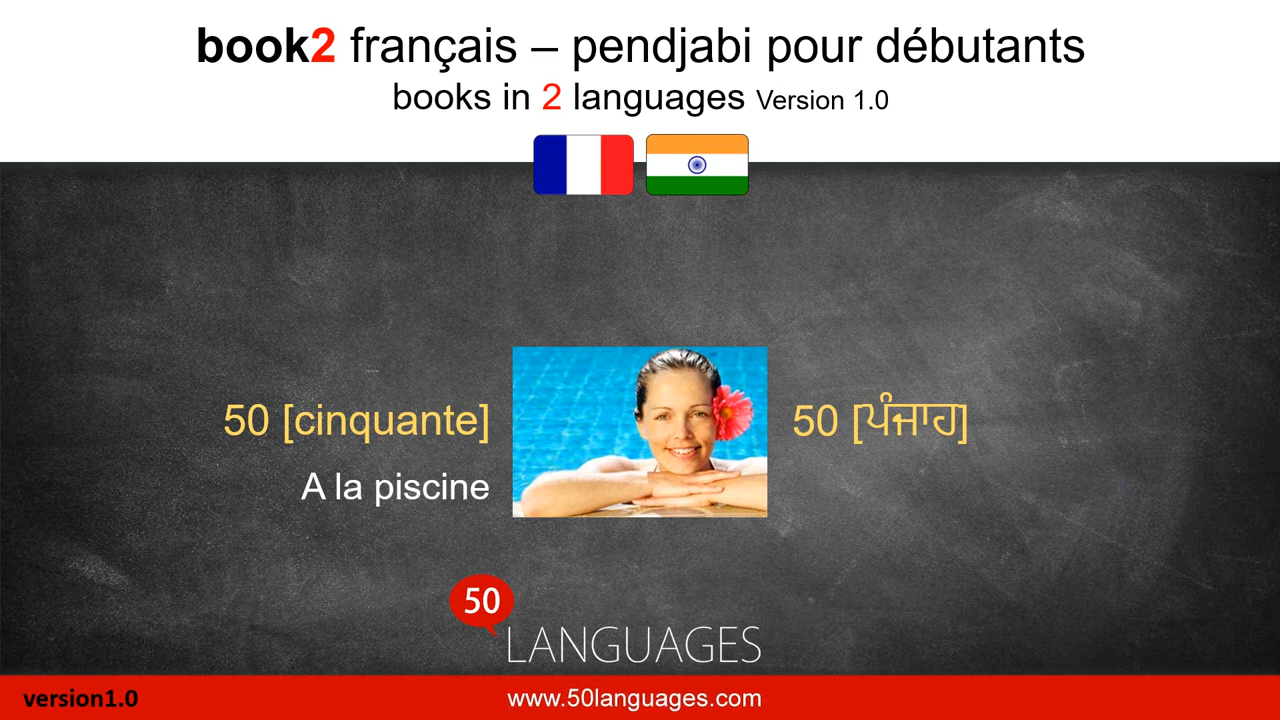 book2 français – pendjabi pour débutants
books in 2 languages Version 1.0
50 [cinquante]
A la piscine
50 [ਪੰਜਾਹ]
50
LANGUAGES
version1.0
www.50languages.com